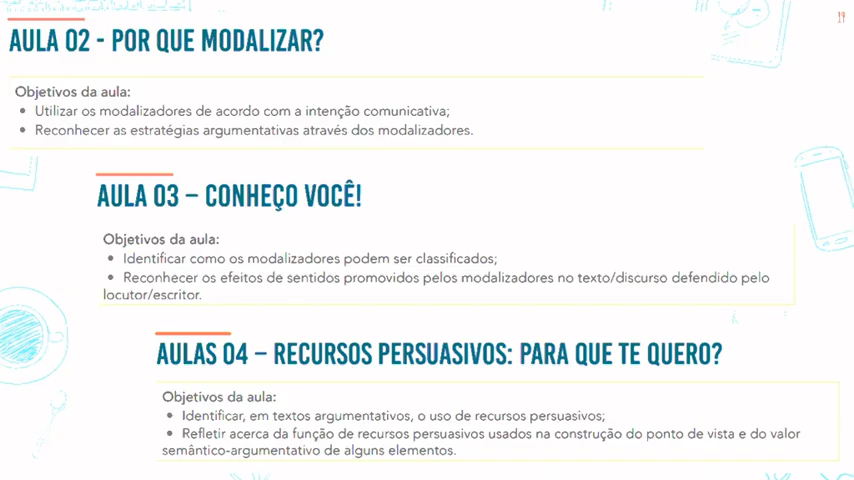 19
AULA 02 - POR QUE MODALIZAR?
Objetivos da aula:
• Utilizar os modalizadores de acordo com a intenção comunicativa;
• Reconhecer as estratégias argumentativas através dos modalizadores.
AULA 03 – CONHEÇO VOCÊ!
Objetivos da aula:
• Identificar como os modalizadores podem ser classificados;
• Reconhecer os efeitos de sentidos promovidos pelos modalizadores no texto/discurso defendido pelo
locutor/escritor.
AULAS 04 – RECURSOS PERSUASIVOS: PARA QUE TE QUERO?
Objetivos da aula:
• Identificar, em textos argumentativos, o uso de recursos persuasivos;
• Refletir acerca da função de recursos persuasivos usados na construção do ponto de vista e do valor
semântico-argumentativo de alguns elementos.